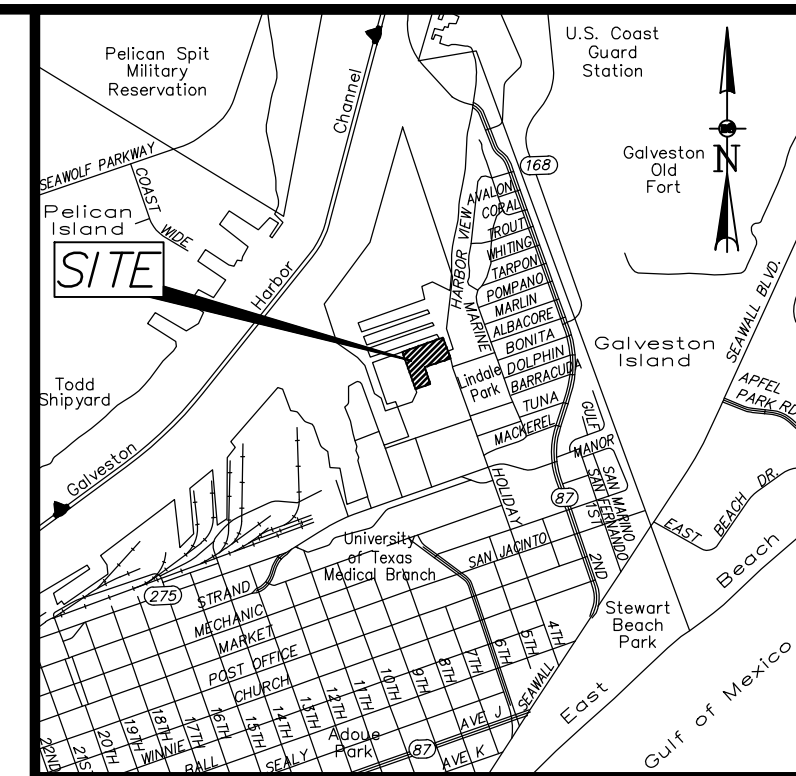 Pelican Spit
Military
Reservation
Channel
U.S. Coast
Guard
Station
N
Galveston
Old
Fort
SEAWOLF PARKWAY
COAST
WIDE
Pelican
Island
SITE
Harbor
168
AVALON
CORAL
TROUT
WHITING
TARPON
POMPANO
MARLIN
ALBACORE
BONITA
DOLPHIN
BARRACUDA
TUNA
MACKEREL
HARBOR VIEW
MARINE
Lindale
Park
Galveston
Island
SEAWALL BLVD.
APFEL
PARK RD
Todd
Shipyard
Galveston
GULF
MANOR
SAN MARINO
SAN FERNANDO
1ST
2ND
HOLIDAY
87
EAST
BEACH DR.
University
of Texas
Medical Branch
SAN JACINTO
275
STRAND
MECHANIC
MARKET
POST OFFICE
CHURCH
WINNIE
BALL
SEALY
22ND
21ST
20TH
19TH
18TH
17TH
16TH
15TH
14TH
13TH
12TH
11TH
10TH
9TH
8TH
7TH
6TH
5TH
4TH
Adoue
Park
87
AVE J
AVE K
SEAWALL
Stewart
Beach
Park
East
Beach
Gulf of Mexico